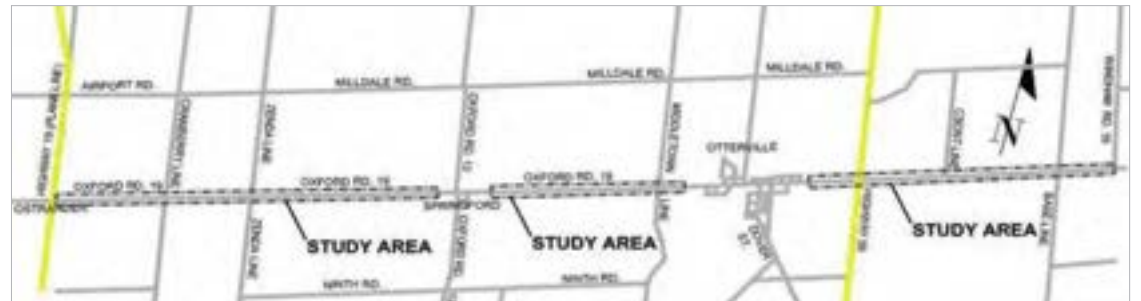 AIRPORT RD.
MILLDALE RD.
MILLDALE RD.
MILLDALE RD.
HIGHWAY 19 (PLANK LINE)
CRANBERRY LINE
ZENDA LINE
OXFORD RD. 13
MIDDLETOWN
LINE
OTTERVILLE
N
OXFORD RD. 19
OXFORD RD. 19
OXFORD RD. 19
OSTRANDER
SPRINGFORD
ZENDA LINE
OXFORD RD.
BASE LINE
STUDY AREA
STUDY AREA
STUDY AREA
NINTH RD.
NINTH RD.